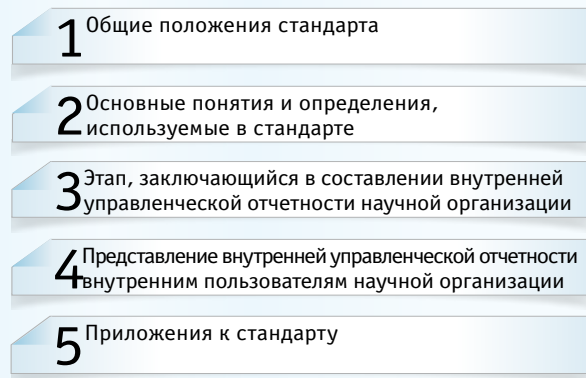 1 Общие положения стандарта
2 Основные понятия и определения,
используемые в стандарте
3 Этап, заключающийся в составлении внутренней
управленческой отчетности научной организации
4 Представление внутренней управленческой отчетности
внутренним пользователям научной организации
5 Приложения к стандарту